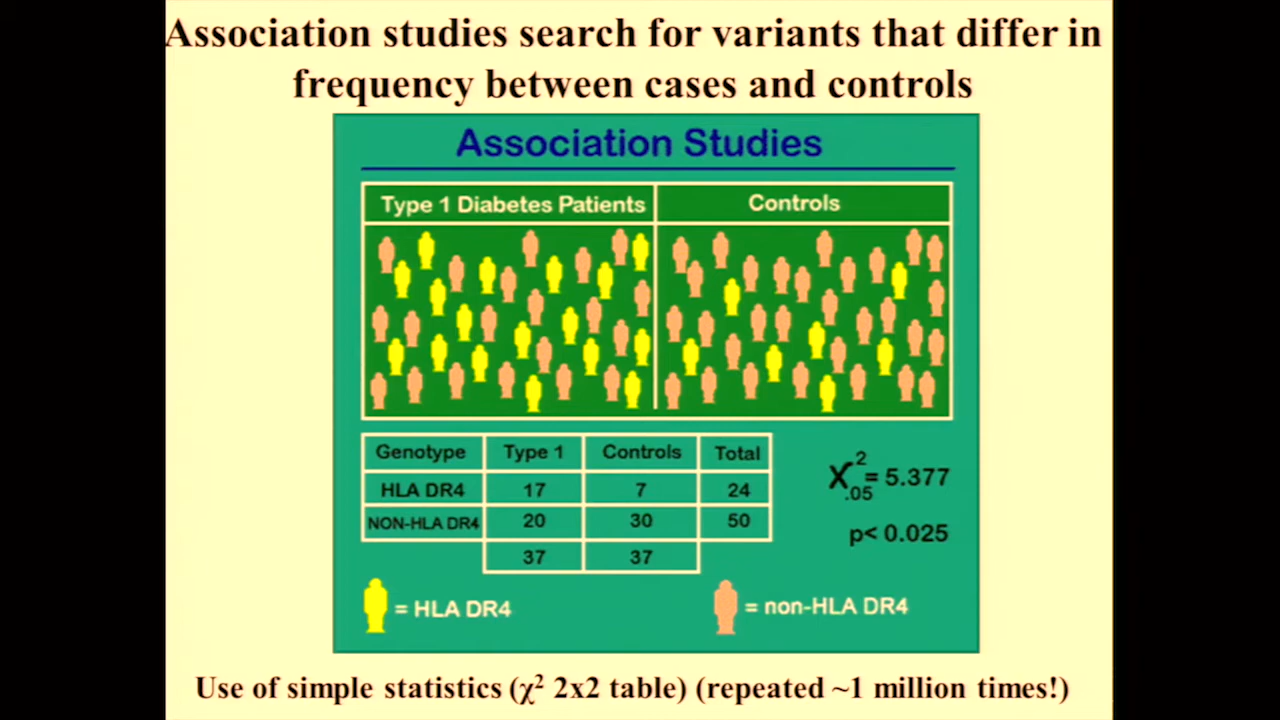 Association studies search for variants that differ in
frequency between cases and controls
Association Studies
Type 1 Diabetes Patients Controls
Genotype Type 1 Controls Total
HLA DR4 17 7 24
NON-HLA DR4 20 30 50
37 37
X².05 = 5.377
p< 0.025
= HLA DR4 = non-HLA DR4
Use of simple statistics (χ² 2x2 table) (repeated ~1 million times!)